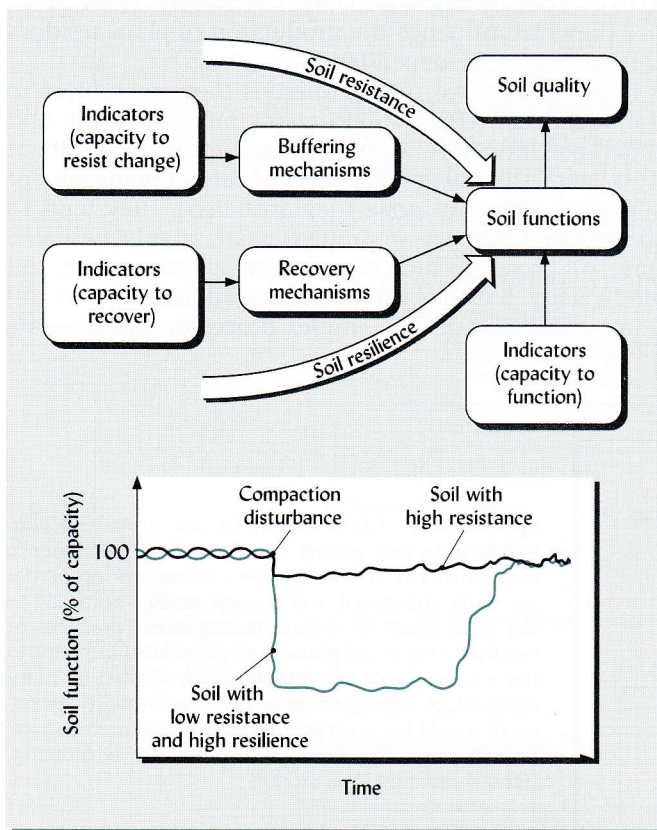 Soil resistance
Soil quality
Indicators
(capacity to
resist change)
Buffering
mechanisms
Soil functions
Indicators
(capacity to
recover)
Recovery
mechanisms
Soil resilience
Indicators
(capacity to
function)
Compaction
disturbance
Soil with
high resistance
100
Soil function (% of capacity)
Soil with
low resistance
and high resilience
Time